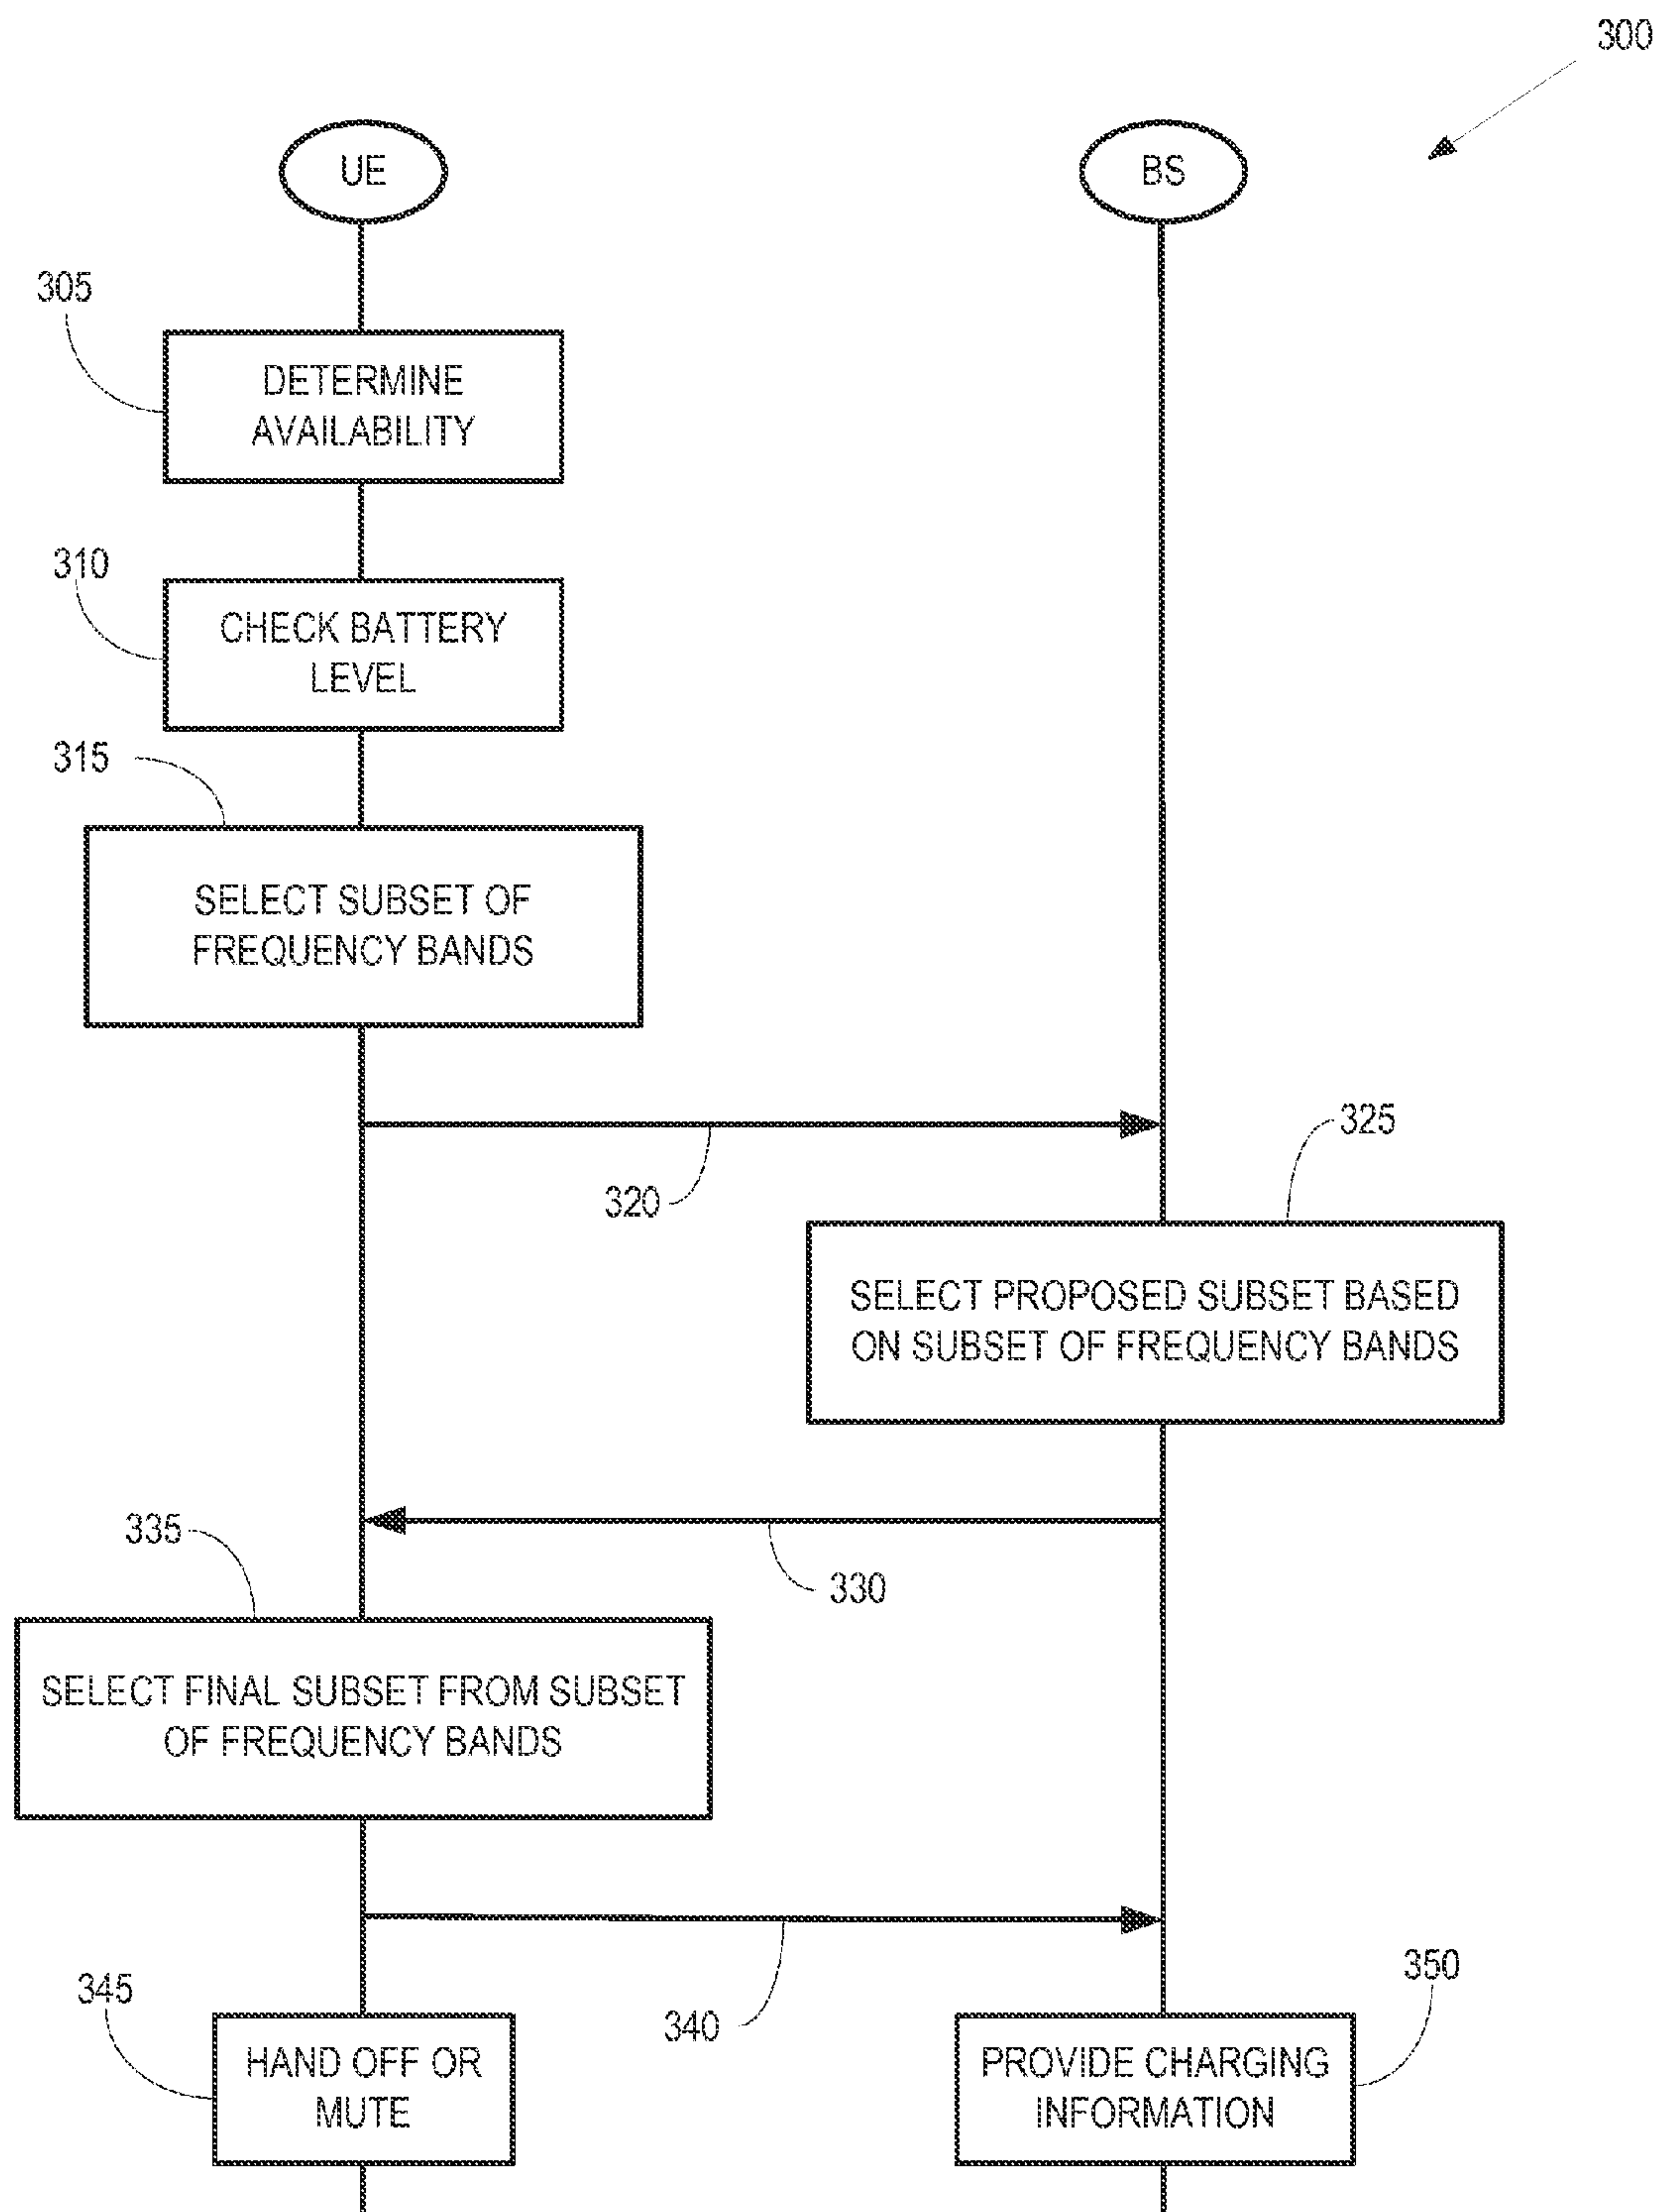 300
UE
BS
305
DETERMINE
AVAILABILITY
310
CHECK BATTERY
LEVEL
315
SELECT SUBSET OF
FREQUENCY BANDS
320
325
SELECT PROPOSED SUBSET BASED
ON SUBSET OF FREQUENCY BANDS
330
335
SELECT FINAL SUBSET FROM SUBSET
OF FREQUENCY BANDS
340
345
HAND OFF OR
MUTE
350
PROVIDE CHARGING
INFORMATION